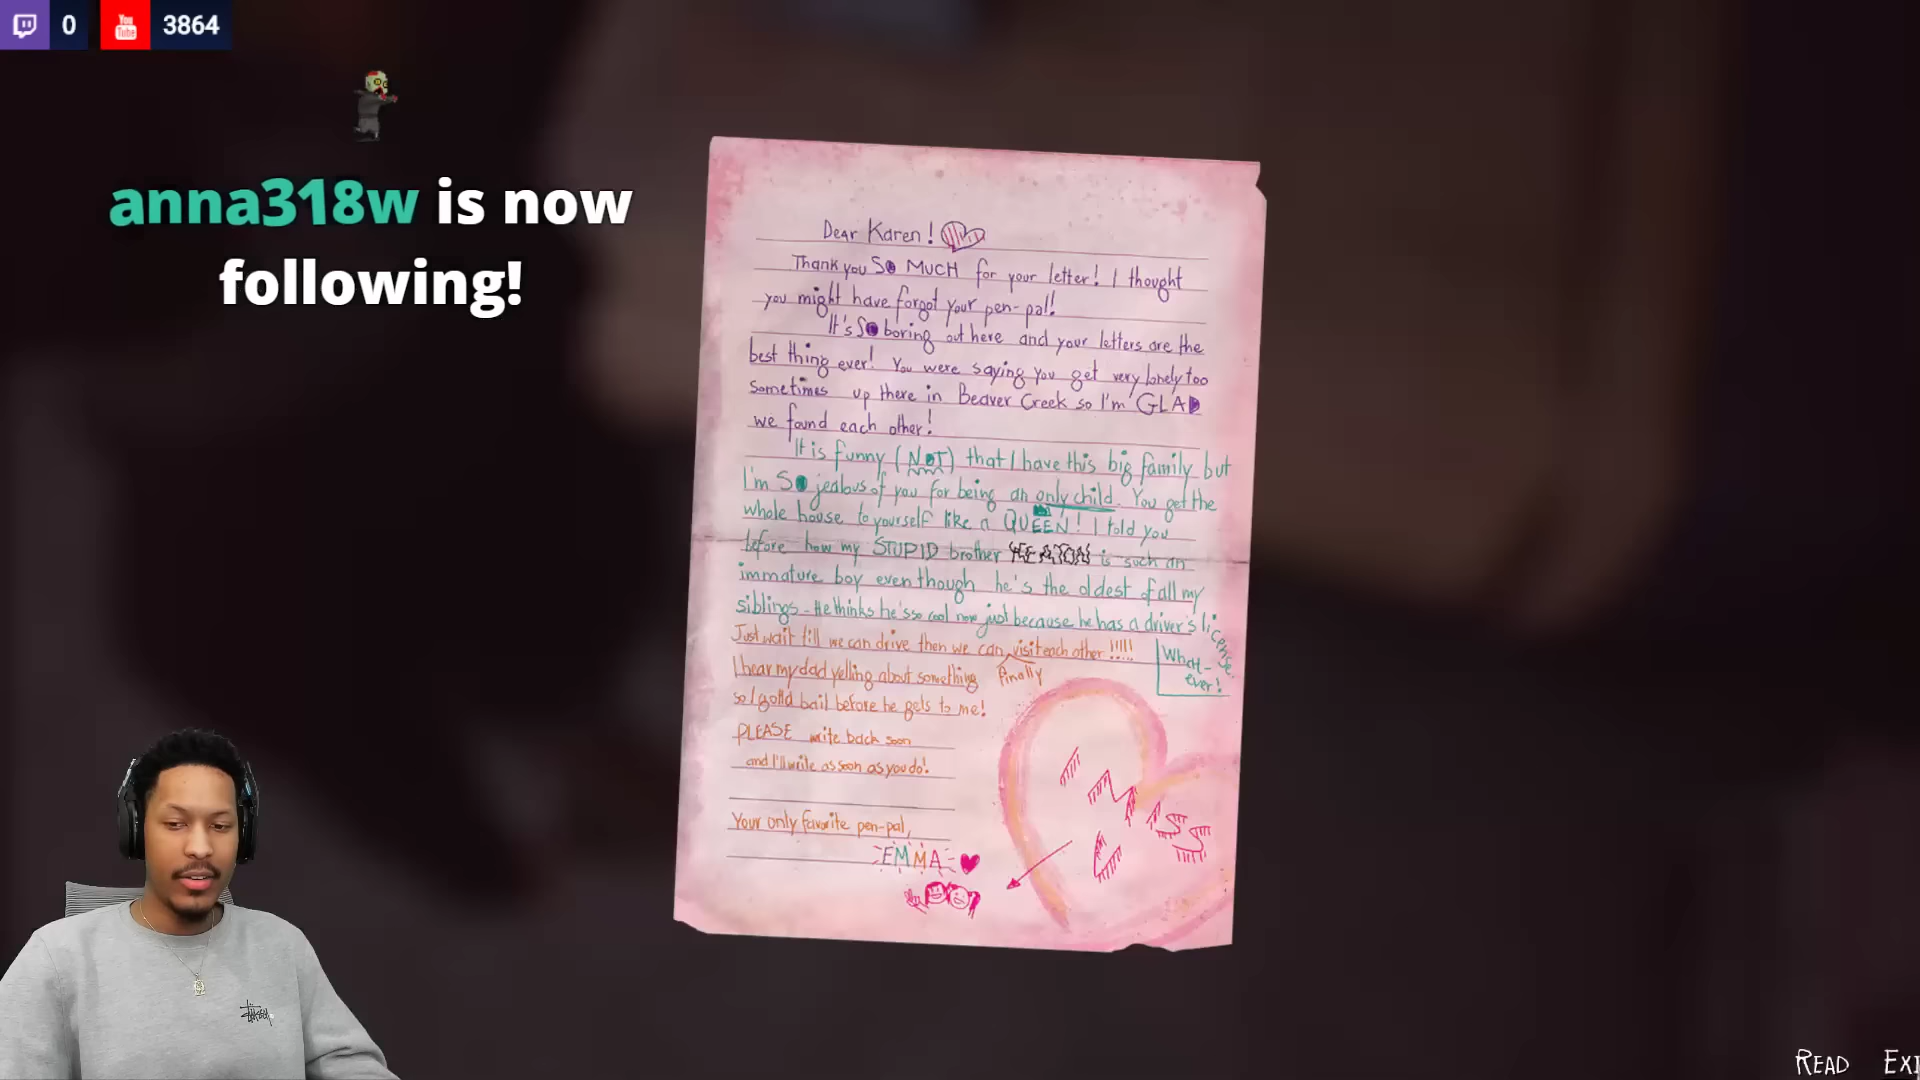 0
You
Tube
3864
anna318w is now
following!
Dear Karen!
Thank you SO MUCH for your letter! I thought
you might have forgot your pen-pal!
It's SO boring out here and your letters are the
best thing ever! You were saying you get very lonely too
sometimes up there in Beaver Creek so I'm GLAD
we found each other!
It is funny (NOT) that I have this big family but
I'm SO jealous of you for being an only child. You get the
whole house to yourself like a QUEEN! I told you
before how my STUPID brother is such an
immature boy even though he's the oldest of all my
siblings - He thinks he's so cool now just because he has a driver's license.
What-
ever!
Just wait till we can drive then we can visit each other !!!!!
finally
I hear my dad yelling about something
so I gotta bail before he gets to me!
PLEASE write back soon
and I'll write as soon as you do!
Your only favorite pen-pal,
EMMA
I
MISS
U
Stüssy
READ EXI